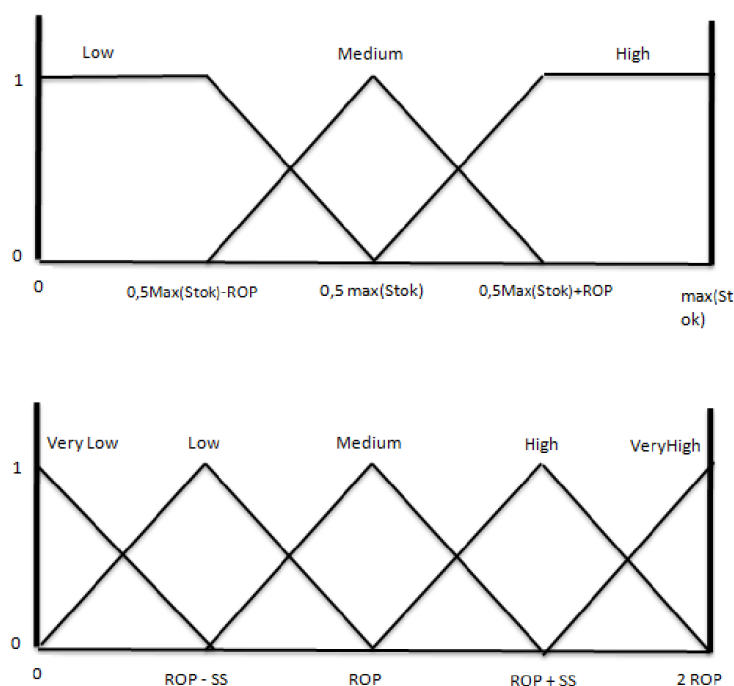 Low Medium High
1
0
0 0,5Max(Stok)-ROP 0,5 max(Stok) 0,5Max(Stok)+ROP max(St
ok)
Very Low Low Medium High VeryHigh
1
0
0 ROP - SS ROP ROP + SS 2 ROP